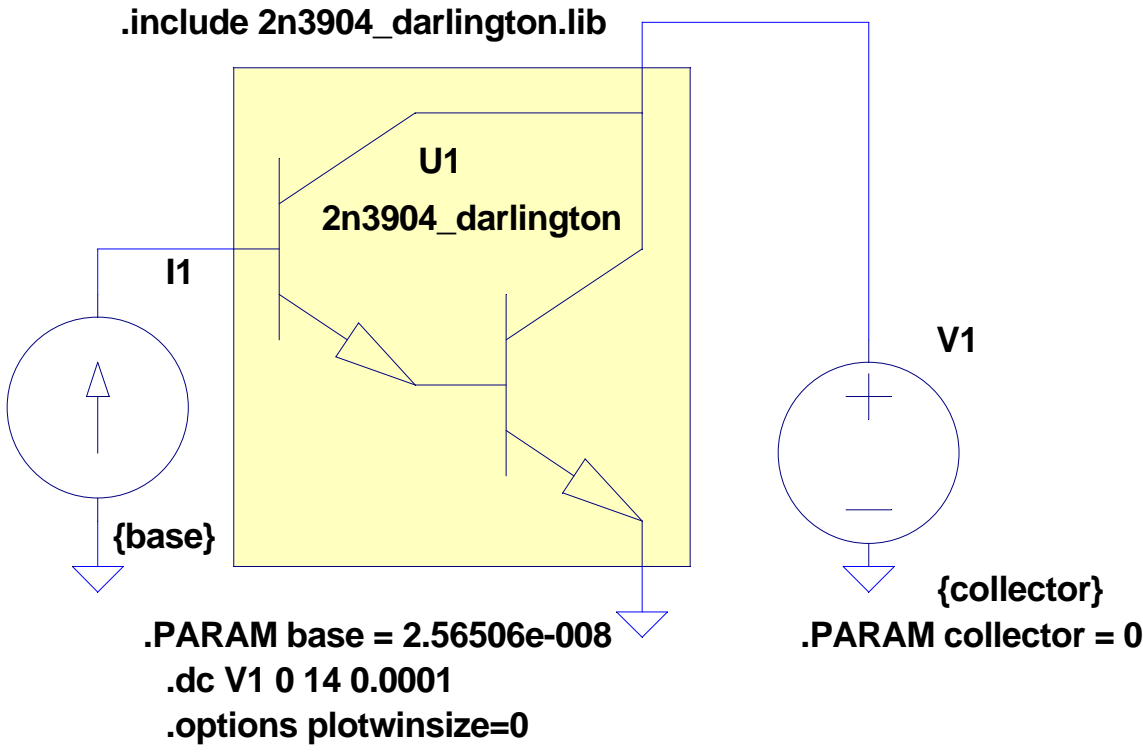 .include 2n3904_darlington.lib
U1
2n3904_darlington
I1
V1
{base}
{collector}
.PARAM base = 2.56506e-008
.PARAM collector = 0
.dc V1 0 14 0.0001
.options plotwinsize=0